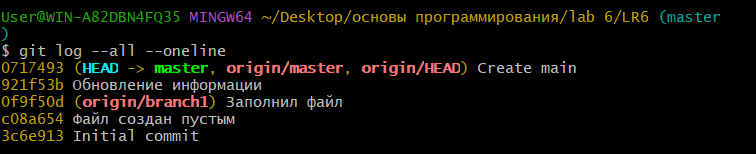 User@WIN-A82DBN4FQ35 MINGW64 ~/Desktop/основы программирования/lab 6/LR6 (master
)
$ git log --all --oneline
0717493 (HEAD -> master, origin/master, origin/HEAD) Create main
921f53b Обновление информации
0f9f50d (origin/branch1) Заполнил файл
c08a654 Файл создан пустым
3c6e913 Initial commit